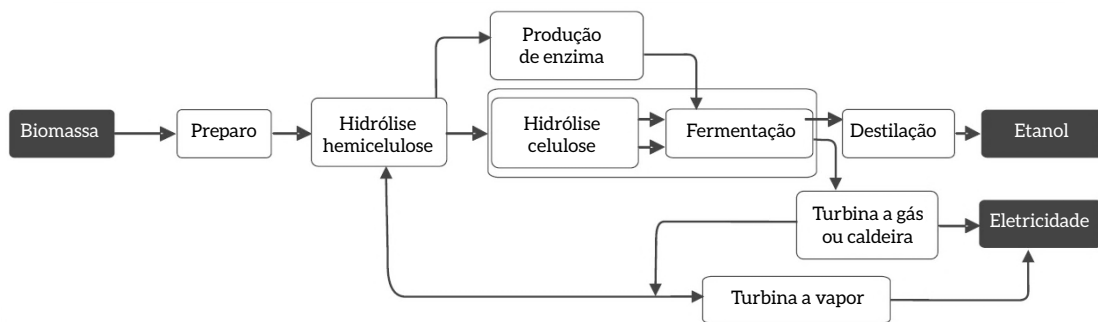 Produção
de enzima
Biomassa
Preparo
Hidrólise
hemicelulose
Hidrólise
celulose
Fermentação
Destilação
Etanol
Turbina a gás
ou caldeira
Eletricidade
Turbina a vapor